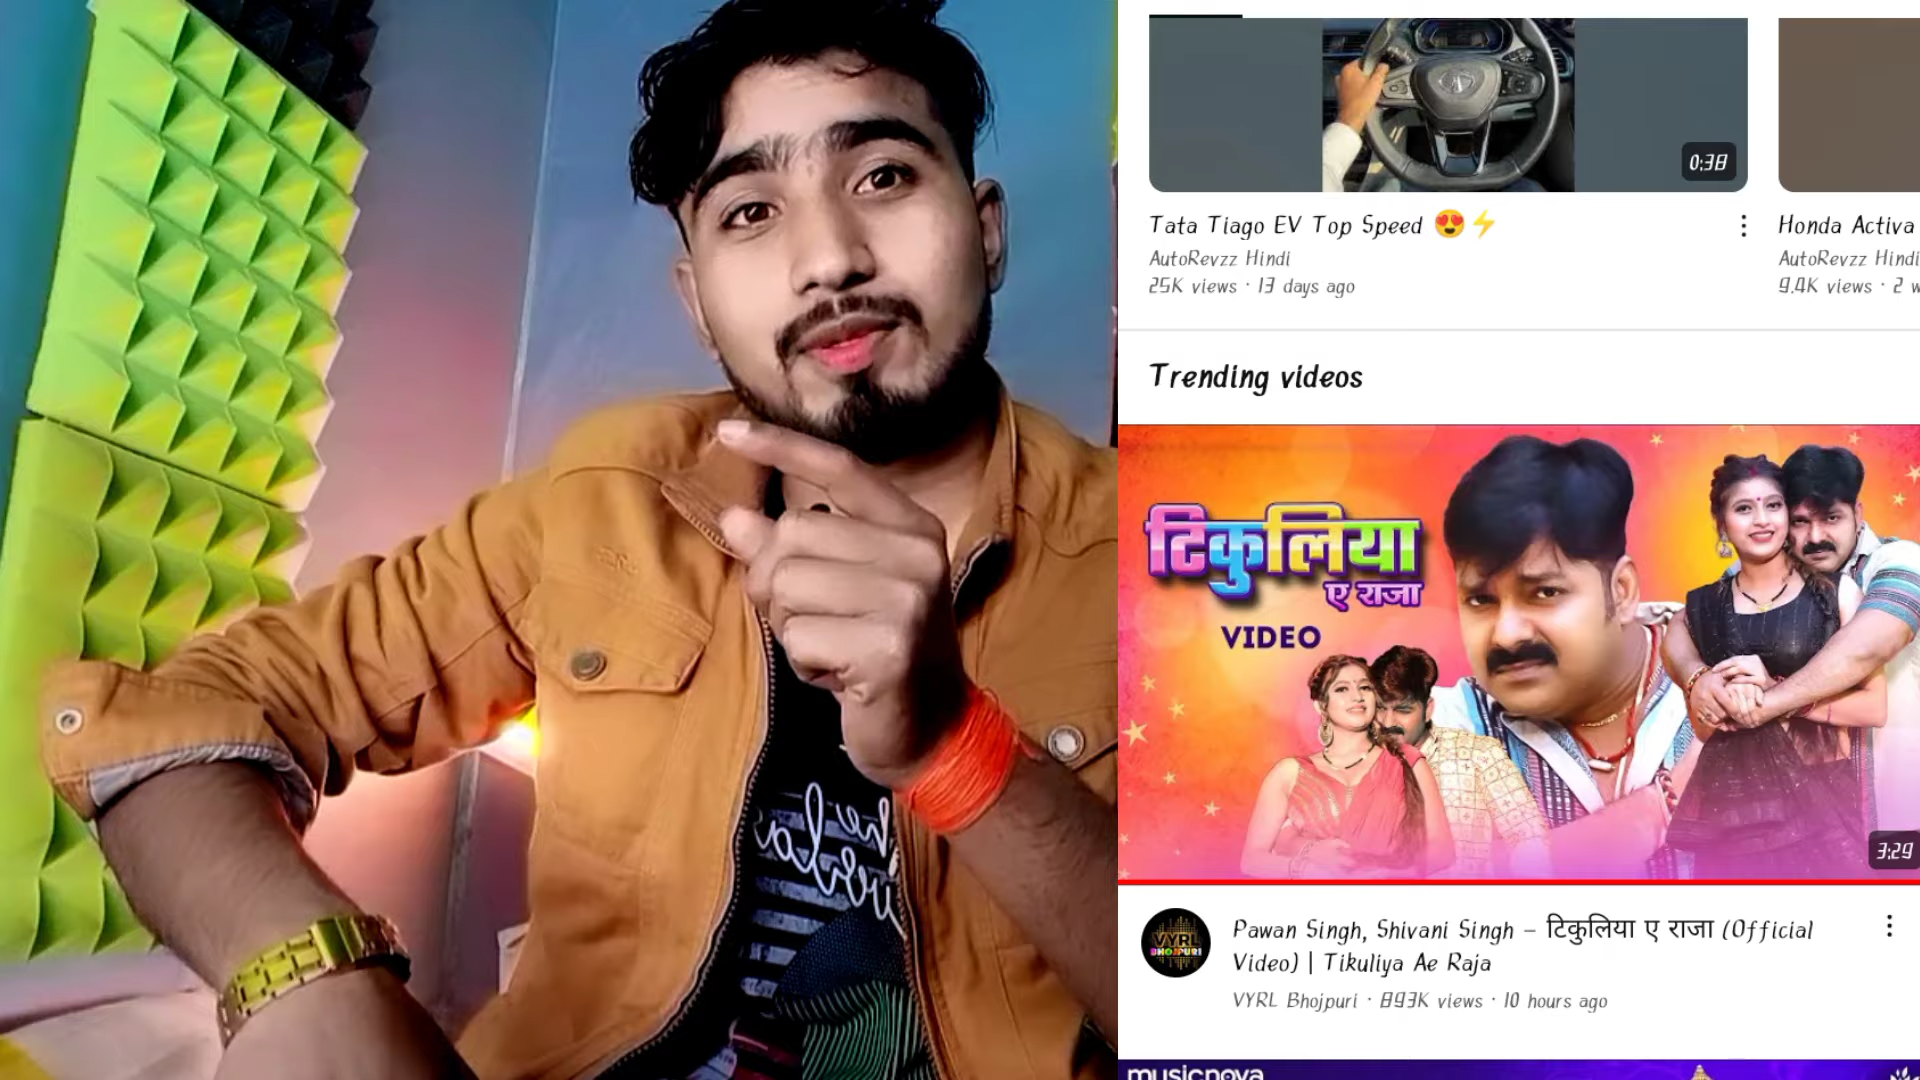 0:38
Tata Tiago EV Top Speed 😍⚡
AutoRevzz Hindi
25K views · 13 days ago
Honda Activa
AutoRevzz Hindi
9.4K views · 2 w
Trending videos
टिकुलिया
ए राजा
VIDEO
3:29
VYRL
BHOJPURI
Pawan Singh, Shivani Singh – टिकुलिया ए राजा (Official
Video) | Tikuliya Ae Raja
VYRL Bhojpuri · 893K views · 10 hours ago
musicnova